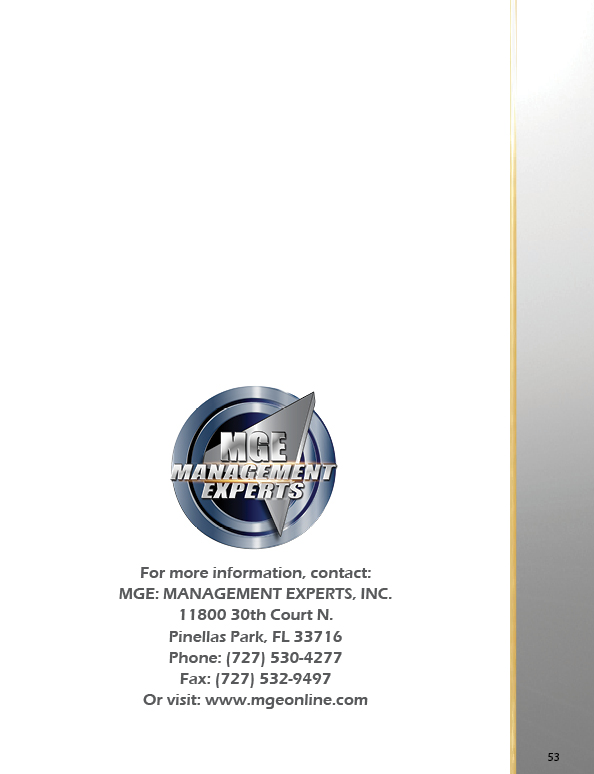 MGE
MANAGEMENT
EXPERTS
For more information, contact:
MGE: MANAGEMENT EXPERTS, INC.
11800 30th Court N.
Pinellas Park, FL 33716
Phone: (727) 530-4277
Fax: (727) 532-9497
Or visit: www.mgeonline.com
53